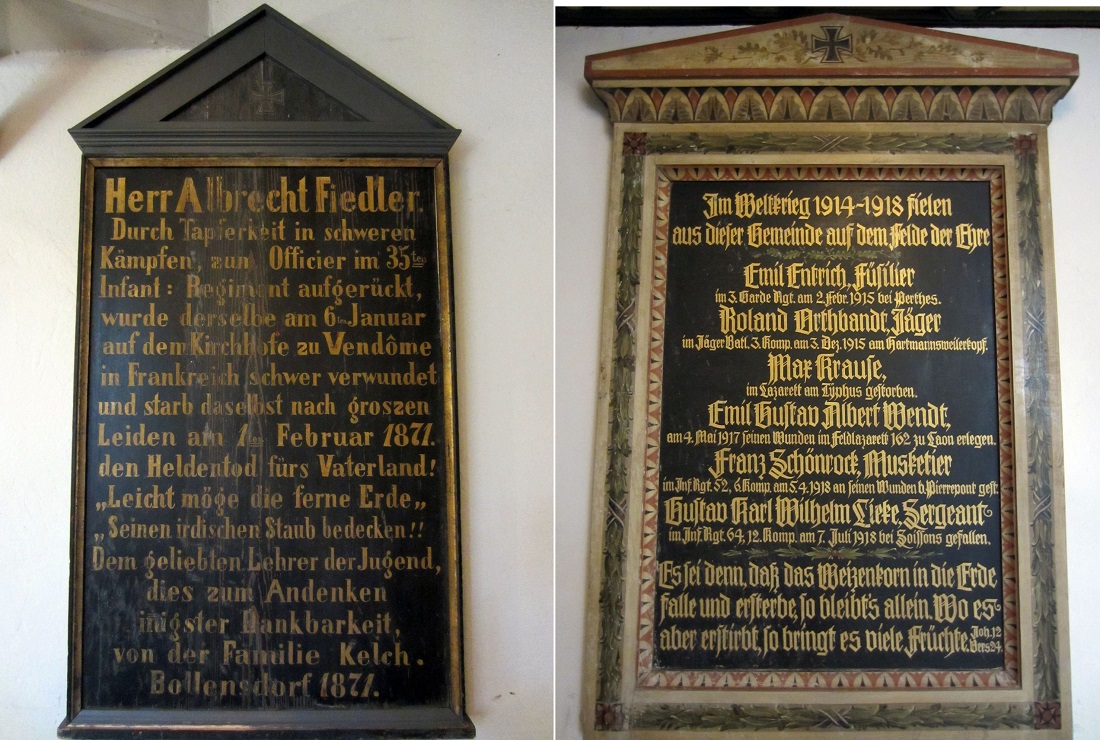 Herr Albrecht Fiedler.
Durch Tapferkeit in schweren
Kämpfen, zum Officier im 35ten
Infant: Regiment aufgerückt,
wurde derselbe am 6ten Januar
auf dem Kirchhofe zu Vendôme
in Frankreich schwer verwundet
und starb daselbst nach groszen
Leiden am 1ten Februar 1871.
den Heldentod fürs Vaterland!
„Leicht möge die ferne Erde„
„Seinen irdischen Staub bedecken!!
Dem geliebten Lehrer der Jugend,
dies zum Andenken
inigster Dankbarkeit,
von der Familie Kelch.
Bollensdorf 1871.
Im Weltkrieg 1914-1918 fielen
aus dieser Gemeinde auf dem Felde der Ehre
Emil Entrich, Füsilier
im 3. Garde Rgt. am 2. Febr. 1915 bei Perthes.
Roland Orthbandt, Jäger
im Jäger Batl. 3. Komp. am 3. Dez. 1915 am Hartmannsweilerkopf.
Max Krause,
im Lazarett am Typhus gestorben.
Emil Gustav Albert Wendt,
am 4. Mai 1917 seinen Wunden im Feldlazarett 162 zu Laon erlegen.
Franz Schönrock, Musketier
im Inf. Rgt. 52, 6. Komp. am 5.4.1918 an seinen Wunden b. Pierrepont gest.
Gustav Karl Wilhelm Lieke, Sergeant
im Inf. Rgt. 64, 12. Komp. am 7. Juli 1918 bei Soissons gefallen.
Es sei denn, daß das Weizenkorn in die Erde
falle und ersterbe, so bleibt's allein. Wo es
aber erstirbt, so bringt es viele Früchte. Joh. 12
Vers 24.